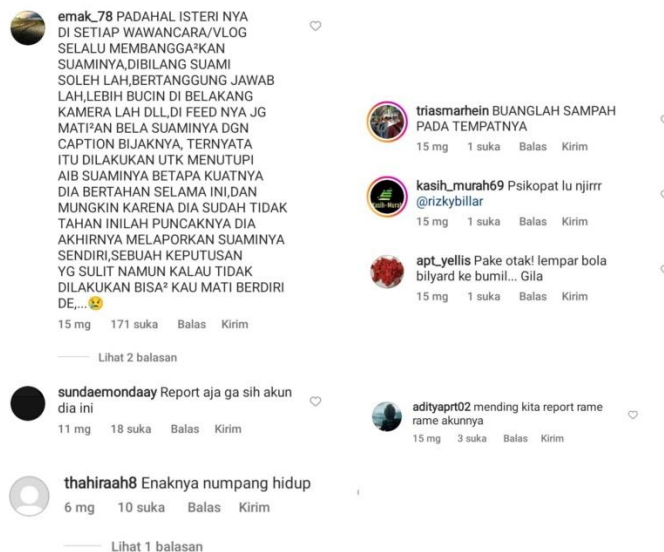 emak_78 PADAHAL ISTERI NYA
DI SETIAP WAWANCARA/VLOG
SELALU MEMBANGGA²KAN
SUAMINYA,DIBILANG SUAMI
SOLEH LAH,BERTANGGUNG JAWAB
LAH,LEBIH BUCIN DI BELAKANG
KAMERA LAH DLL,DI FEED NYA JG
MATI²AN BELA SUAMINYA DGN
CAPTION BIJAKNYA, TERNYATA
ITU DILAKUKAN UTK MENUTUPI
AIB SUAMINYA BETAPA KUATNYA
DIA BERTAHAN SELAMA INI,DAN
MUNGKIN KARENA DIA SUDAH TIDAK
TAHAN INILAH PUNCAKNYA DIA
AKHIRNYA MELAPORKAN SUAMINYA
SENDIRI,SEBUAH KEPUTUSAN
YG SULIT NAMUN KALAU TIDAK
DILAKUKAN BISA² KAU MATI BERDIRI
DE,...😢
15 mg 171 suka Balas Kirim
Lihat 2 balasan
sundaemondaay Report aja ga sih akun
dia ini
11 mg 18 suka Balas Kirim
thahiraah8 Enaknya numpang hidup
6 mg 10 suka Balas Kirim
Lihat 1 balasan
triasmarhein BUANGLAH SAMPAH
PADA TEMPATNYA
15 mg 1 suka Balas Kirim
Kasih-Murah
kasih_murah69 Psikopat lu njirrr
@rizkybillar
15 mg 1 suka Balas Kirim
apt_yellis Pake otak! lempar bola
bilyard ke bumil... Gila
15 mg 1 suka Balas Kirim
adityaprt02 mending kita report rame
rame akunnya
15 mg 3 suka Balas Kirim